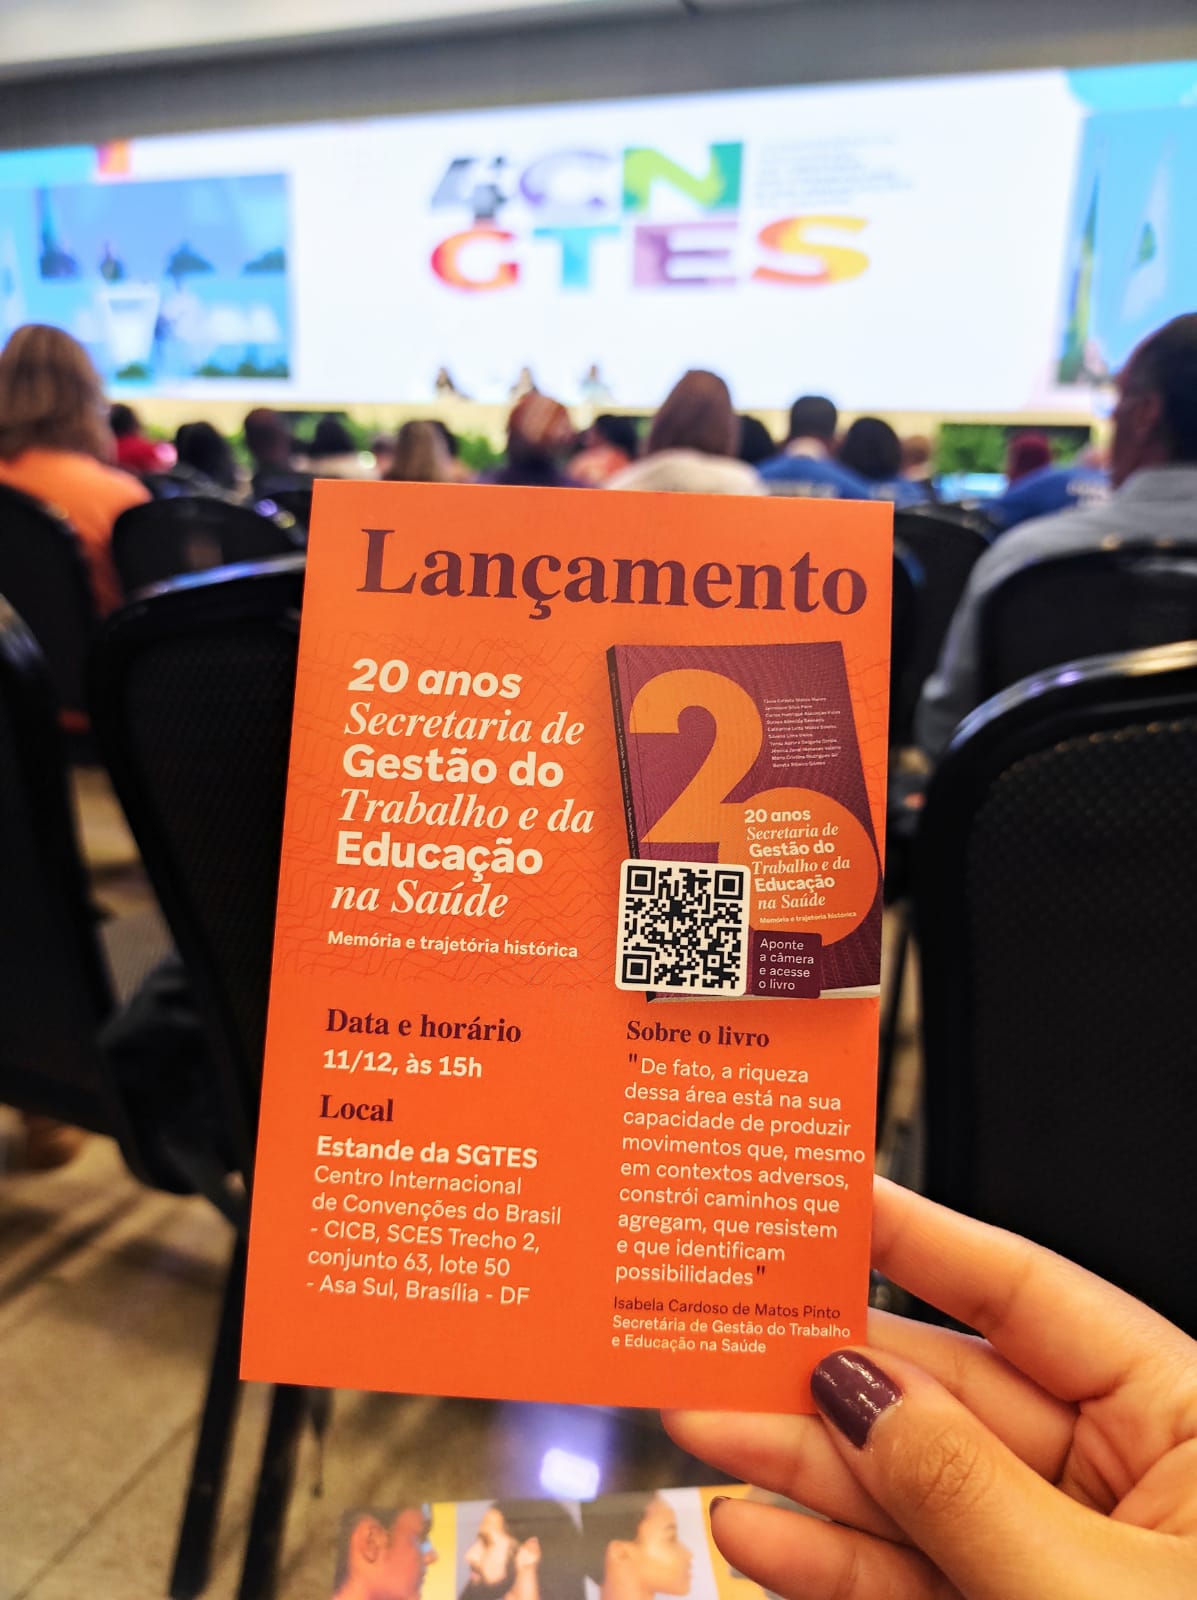 4ª CN
GTES
Lançamento
20 anos
Secretaria de
Gestão do
Trabalho e da
Educação
na Saúde
Memória e trajetória histórica
20
20 anos
Secretaria de
Gestão do
Trabalho e da
Educação
na Saúde
Memória e trajetória histórica
Aponte
a câmera
e acesse
o livro
Data e horário
11/12, às 15h
Local
Estande da SGTES
Centro Internacional
de Convenções do Brasil
- CICB, SCES Trecho 2,
conjunto 63, lote 50
- Asa Sul, Brasília - DF
Sobre o livro
"De fato, a riqueza
dessa área está na sua
capacidade de produzir
movimentos que, mesmo
em contextos adversos,
constrói caminhos que
agregam, que resistem
e que identificam
possibilidades"
Isabela Cardoso de Matos Pinto
Secretária de Gestão do Trabalho
e Educação na Saúde